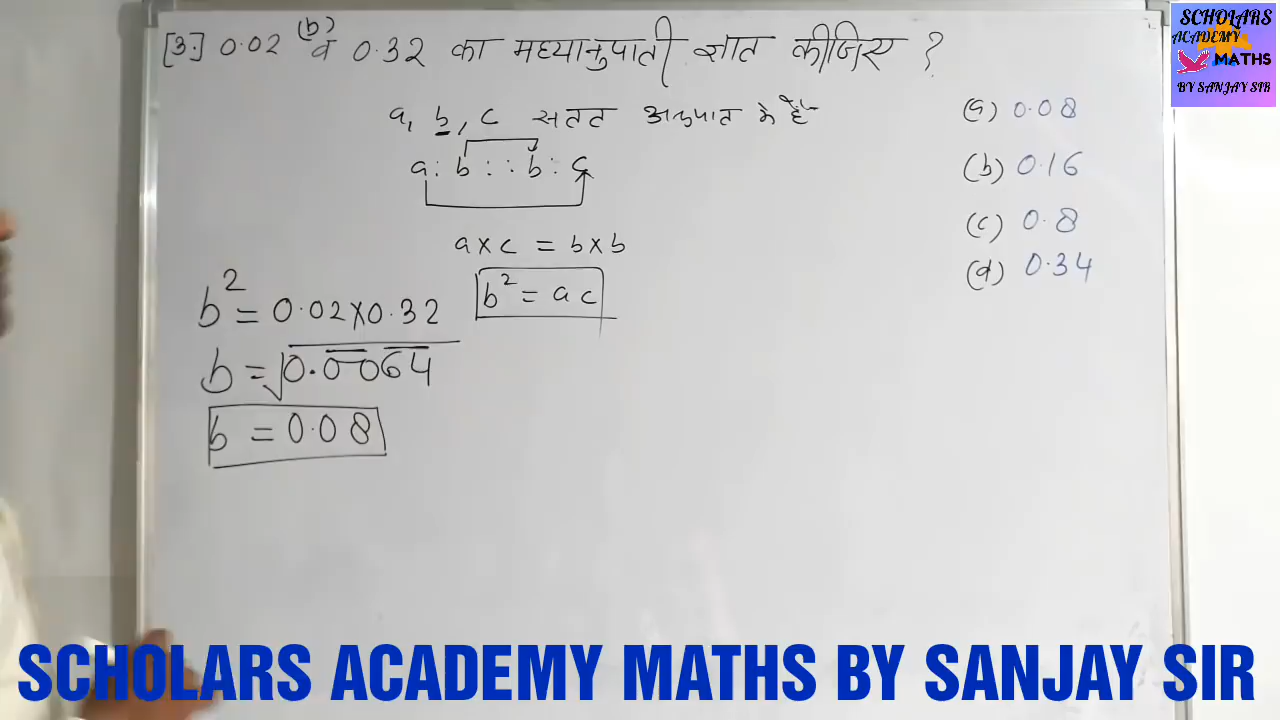 [3.] 0.02 व 0.32 का मध्यानुपाती ज्ञात कीजिए ?
(b)
a, b, c सतत अनुपात मे है
a : b :: b : c
a × c = b × b
b² = ac
b² = 0.02×0.32
b = √0.0064
b = 0.08
(a) 0.08
(b) 0.16
(c) 0.8
(d) 0.34
SCHOLARS
ACADEMY
MATHS
BY SANJAY SIR
SCHOLARS ACADEMY MATHS BY SANJAY SIR